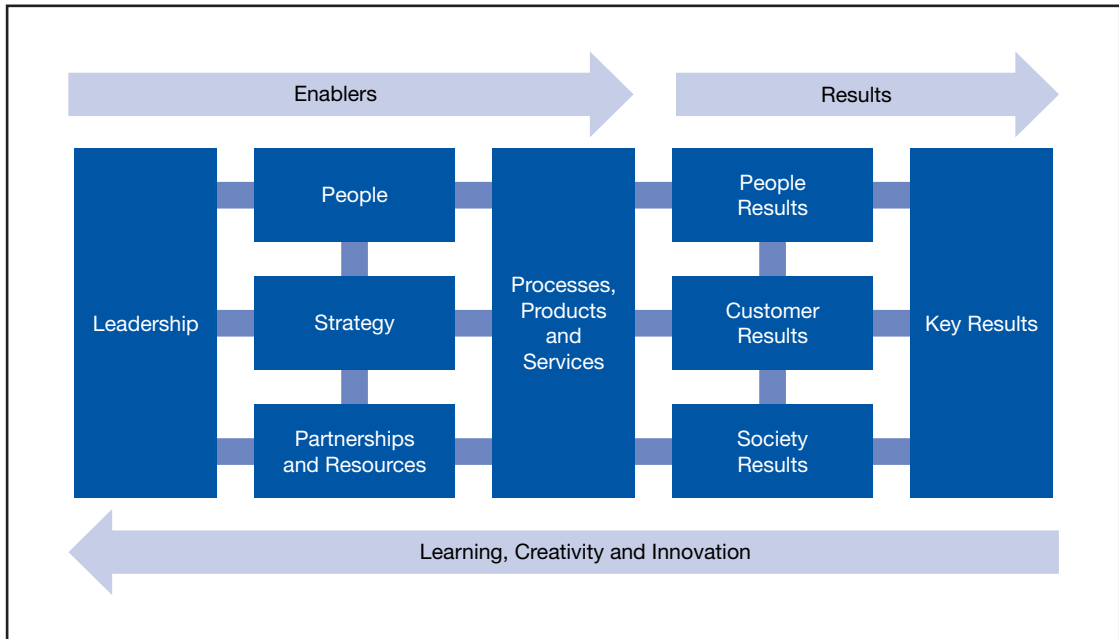 Enablers
Results
Leadership
People
Strategy
Partnerships
and Resources
Processes,
Products
and
Services
People
Results
Customer
Results
Society
Results
Key Results
Learning, Creativity and Innovation